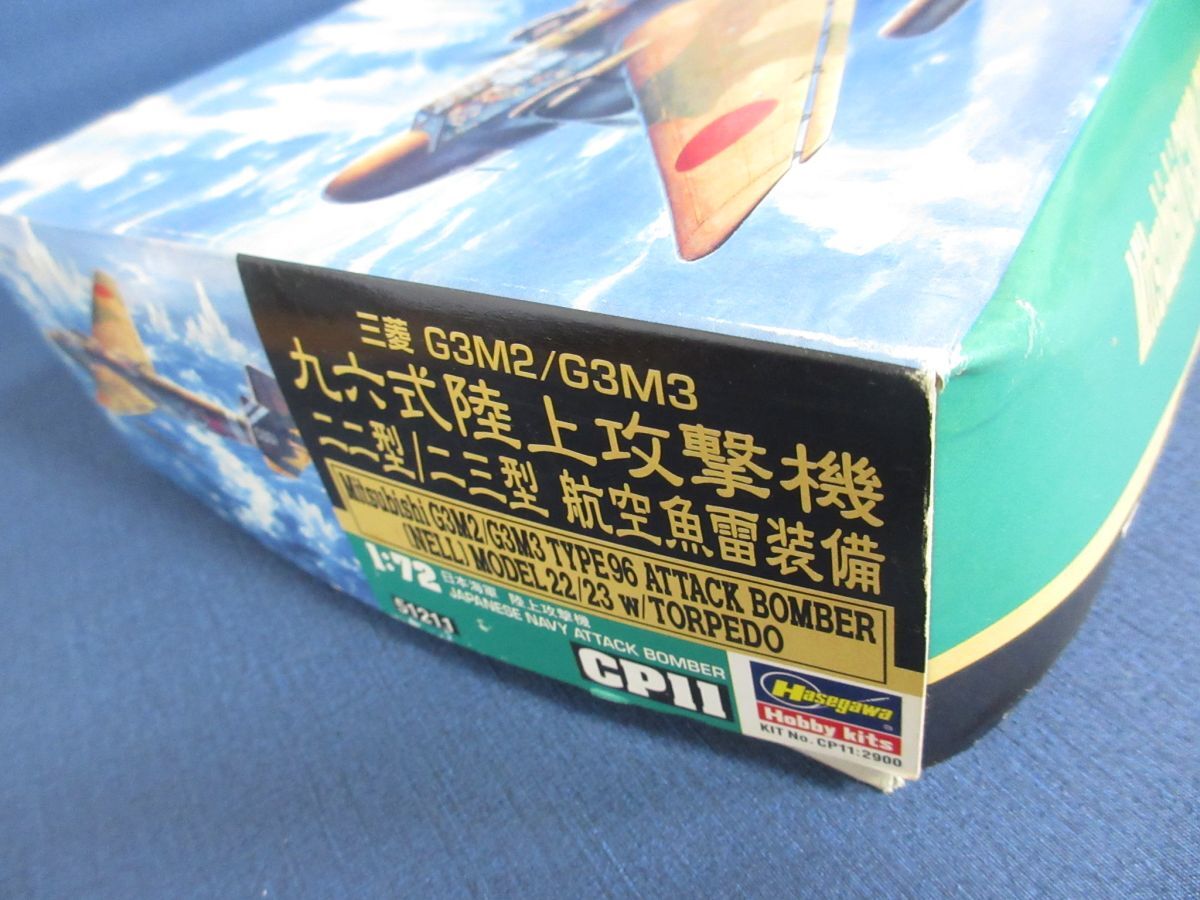 三菱 G3M2/G3M3
九六式陸上攻撃機
二二型/二三型 航空魚雷装備
Mitsubishi G3M2/G3M3 TYPE 96 ATTACK BOMBER
(NELL) MODEL 22/23 w/TORPEDO
1:72 日本海軍 陸上攻撃機
JAPANESE NAVY ATTACK BOMBER
51211
CP11
Hasegawa
Hobby kits
KIT No. CP11:2900
Mitsubishi